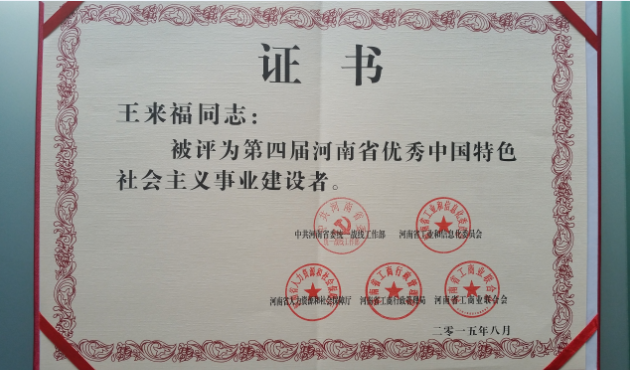 证书
王来福同志：
被评为第四届河南省优秀中国特色
社会主义事业建设者。
中共河南省委统一战线工作部 河南省工业和信息化委员会
河南省人力资源和社会保障厅 河南省工商行政管理局 河南省工商业联合会
二〇一五年八月